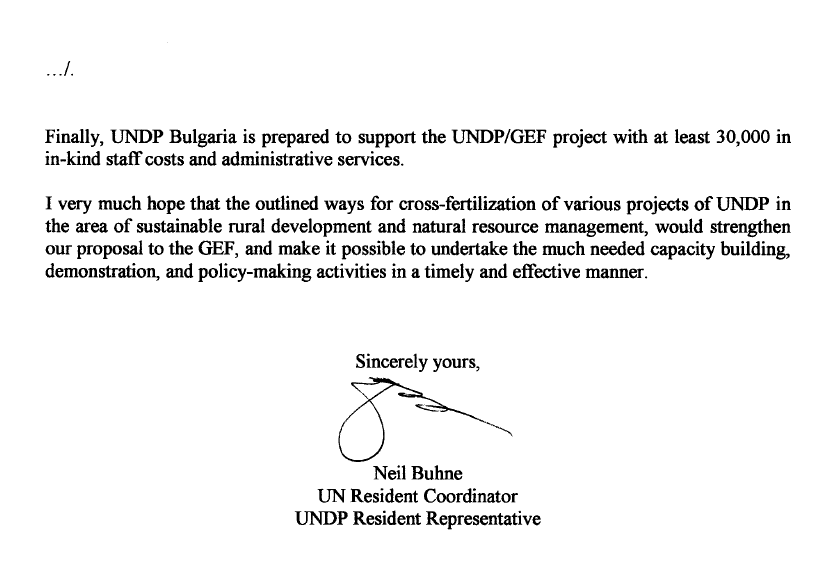 .../.
Finally, UNDP Bulgaria is prepared to support the UNDP/GEF project with at least 30,000 in
in-kind staff costs and administrative services.
I very much hope that the outlined ways for cross-fertilization of various projects of UNDP in
the area of sustainable rural development and natural resource management, would strengthen
our proposal to the GEF, and make it possible to undertake the much needed capacity building,
demonstration, and policy-making activities in a timely and effective manner.
Sincerely yours,
Neil Buhne
UN Resident Coordinator
UNDP Resident Representative